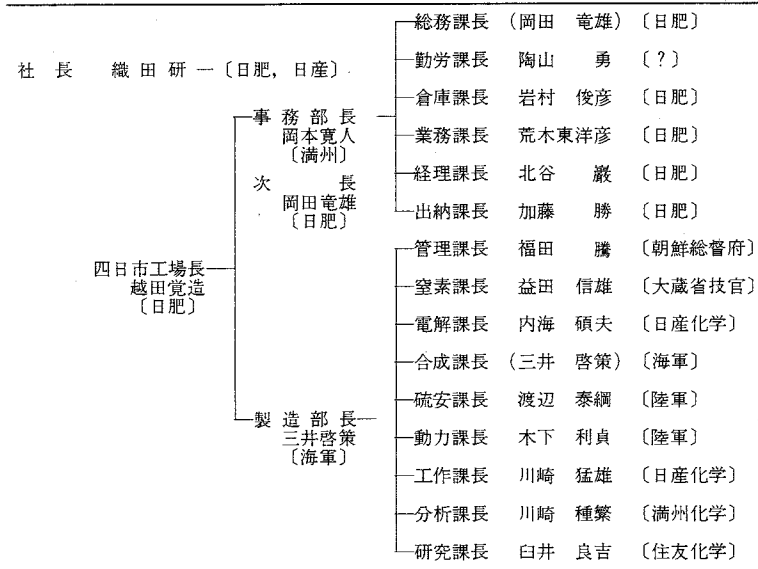 社長 織田研一〔日肥，日産〕
四日市工場長
越田覚造
〔日肥〕
事務部長
岡本寛人
〔満州〕
次長
岡田竜雄
〔日肥〕
総務課長 (岡田 竜雄) 〔日肥〕
勤労課長 陶山 勇 〔?〕
倉庫課長 岩村 俊彦 〔日肥〕
業務課長 荒木東洋彦 〔日肥〕
経理課長 北谷 巌 〔日肥〕
出納課長 加藤 勝 〔日肥〕
製造部長
三井啓策
〔海軍〕
管理課長 福田 騰 〔朝鮮総督府〕
窒素課長 益田 信雄 〔大蔵省技官〕
電解課長 内海 碩夫 〔日産化学〕
合成課長 (三井 啓策) 〔海軍〕
硫安課長 渡辺 泰綱 〔陸軍〕
動力課長 木下 利貞 〔陸軍〕
工作課長 川崎 猛雄 〔日産化学〕
分析課長 川崎 種繁 〔満州化学〕
研究課長 臼井 良吉 〔住友化学〕